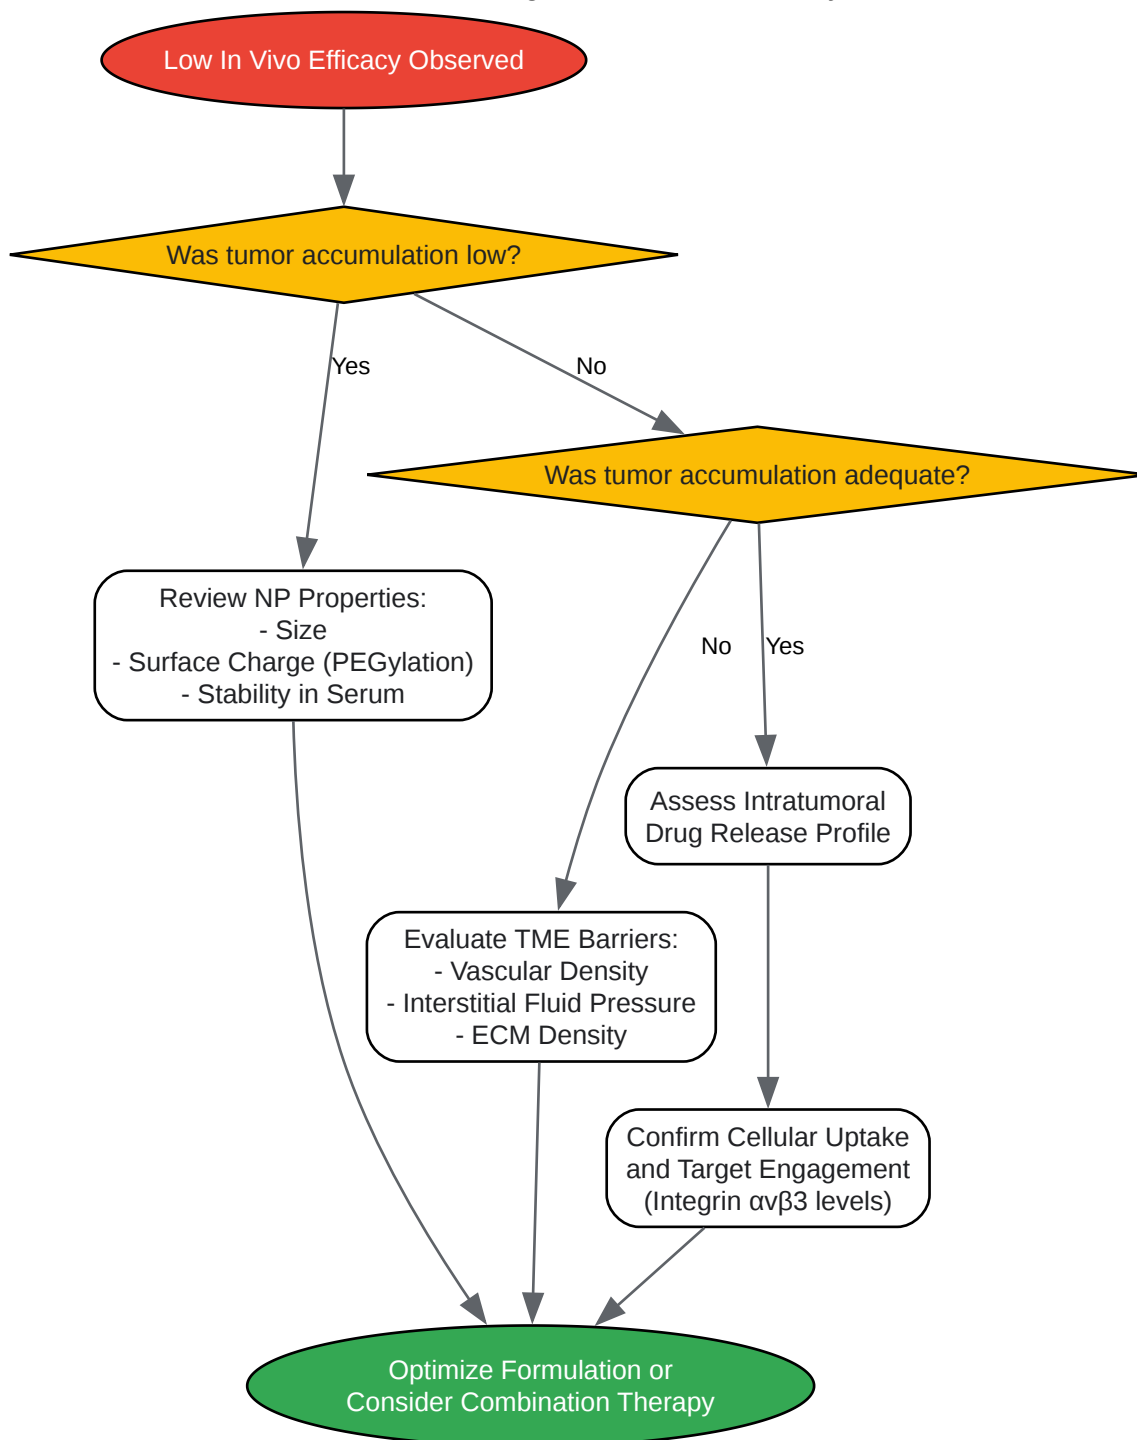 Low In Vivo Efficacy Observed
Was tumor accumulation low?
Yes
No
Was tumor accumulation adequate?
Review NP Properties:
- Size
- Surface Charge (PEGylation)
- Stability in Serum
No
Yes
Assess Intratumoral
Drug Release Profile
Evaluate TME Barriers:
- Vascular Density
- Interstitial Fluid Pressure
- ECM Density
Confirm Cellular Uptake
and Target Engagement
(Integrin αvβ3 levels)
Optimize Formulation or
Consider Combination Therapy